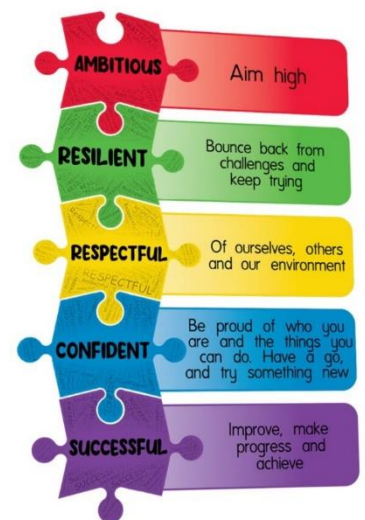 AMBITIOUS
Aim high
RESILIENT
Bounce back from
challenges and
keep trying
RESPECTFUL
Of ourselves, others
and our environment
RESPECTFUL
CONFIDENT
Be proud of who you
are and the things you
can do. Have a go,
and try something new
SUCCESSFUL
Improve, make
progress and
achieve